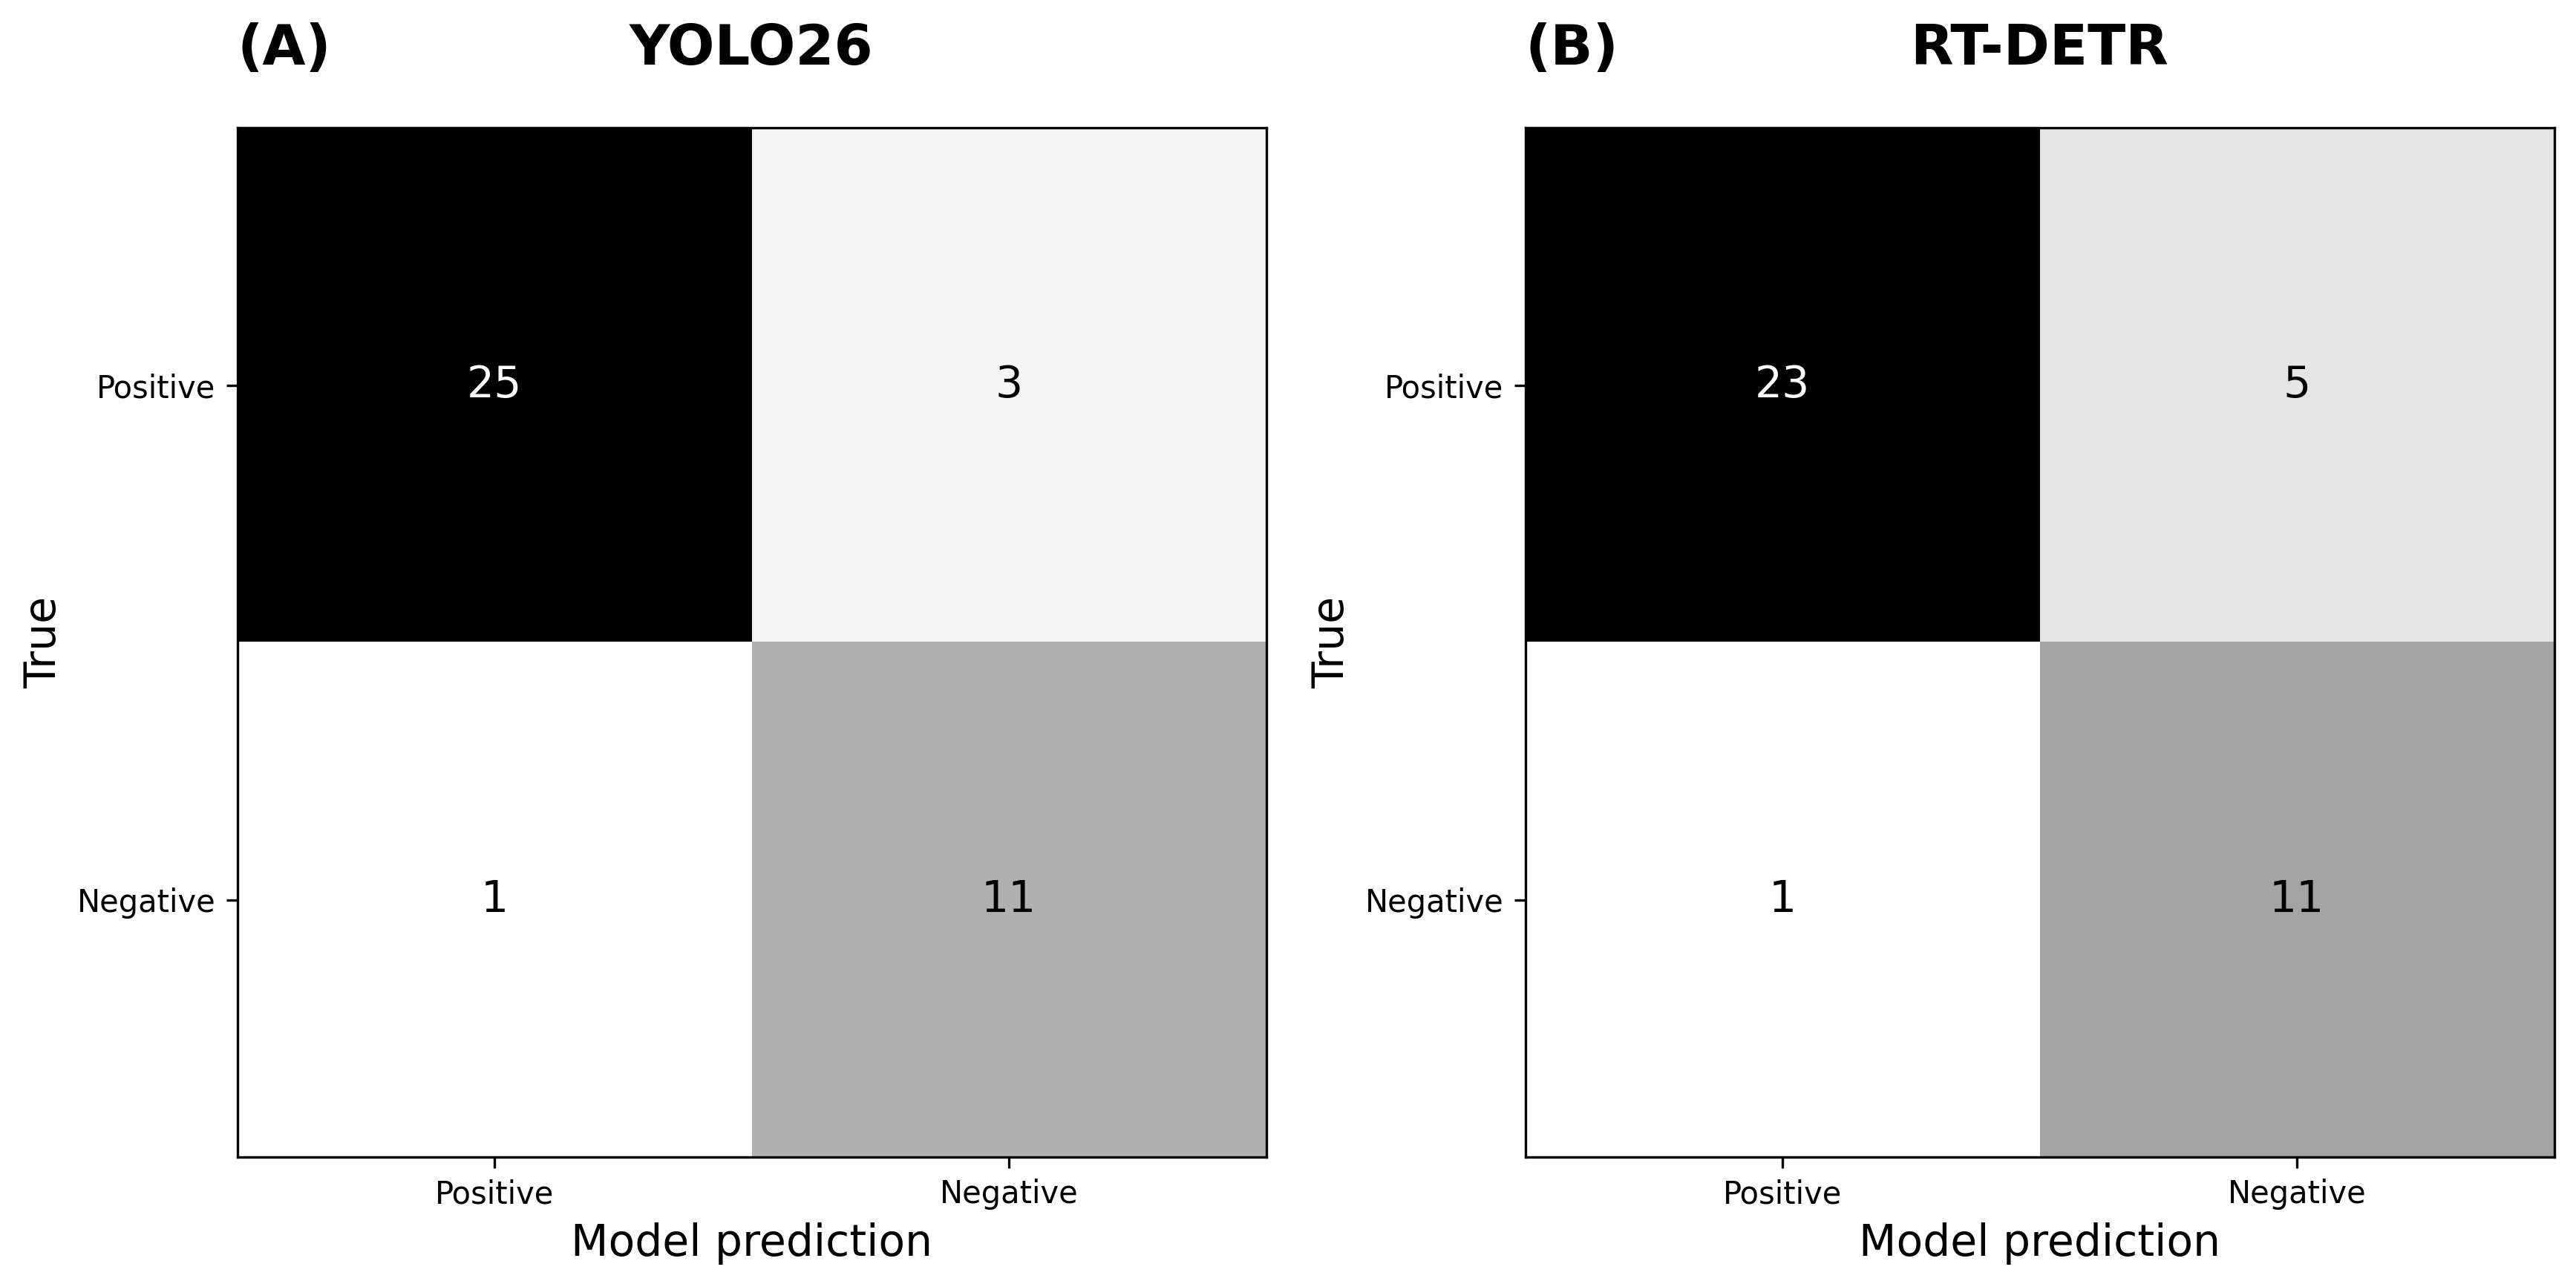 (A) YOLO26
Positive 25 3
True
Negative 1 11
Positive Negative
Model prediction
(B) RT-DETR
Positive 23 5
True
Negative 1 11
Positive Negative
Model prediction